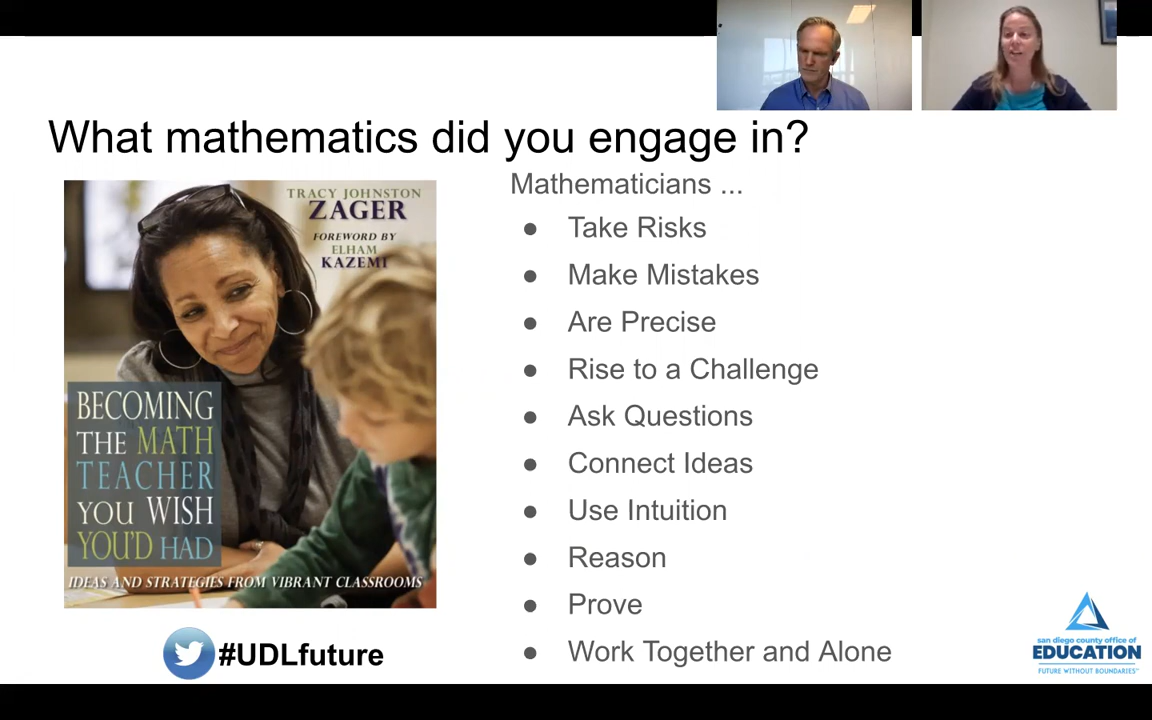 What mathematics did you engage in?
TRACY JOHNSTON
ZAGER
FOREWORD BY
ELHAM
KAZEMI
BECOMING
THE MATH
TEACHER
YOU WISH
YOU'D HAD
IDEAS AND STRATEGIES FROM VIBRANT CLASSROOMS
#UDLfuture
Mathematicians ...
● Take Risks
● Make Mistakes
● Are Precise
● Rise to a Challenge
● Ask Questions
● Connect Ideas
● Use Intuition
● Reason
● Prove
● Work Together and Alone
san diego county office of
EDUCATION
FUTURE WITHOUT BOUNDARIES™